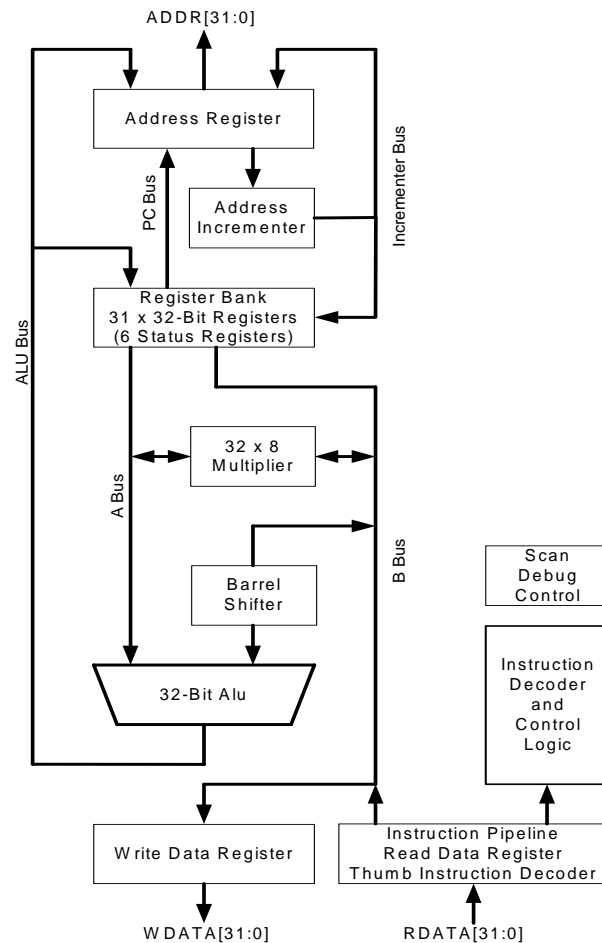 ADDR[31:0]
Address Register
PC Bus
Incrementer Bus
Address
Incrementer
Register Bank
31 x 32-Bit Registers
(6 Status Registers)
ALU Bus
32 x 8
Multiplier
A Bus
B Bus
Scan
Debug
Control
Barrel
Shifter
Instruction
Decoder
and
Control
Logic
32-Bit Alu
Write Data Register
Instruction Pipeline
Read Data Register
Thumb Instruction Decoder
WDATA[31:0]
RDATA[31:0]